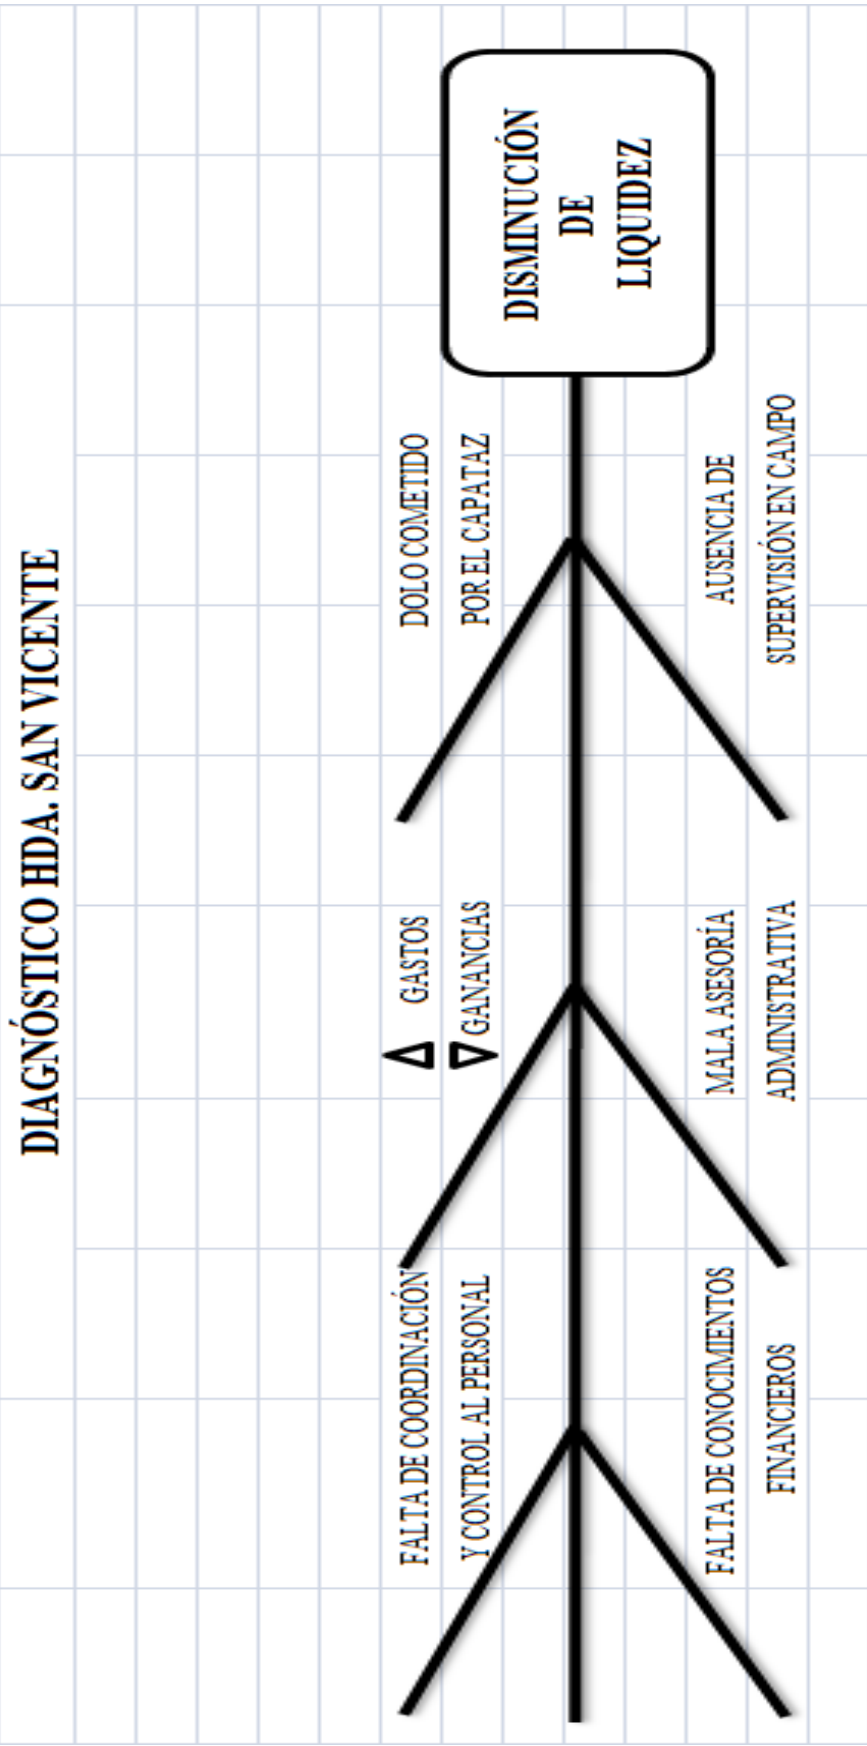 DIAGNÓSTICO HDA. SAN VICENTE
FALTA DE COORDINACIÓN
Y CONTROL AL PERSONAL
GASTOS
GANANCIAS
DOLO COMETIDO
POR EL CAPATAZ
DISMINUCIÓN
DE
LIQUIDEZ
FALTA DE CONOCIMIENTOS
FINANCIEROS
MALA ASESORÍA
ADMINISTRATIVA
AUSENCIA DE
SUPERVISIÓN EN CAMPO